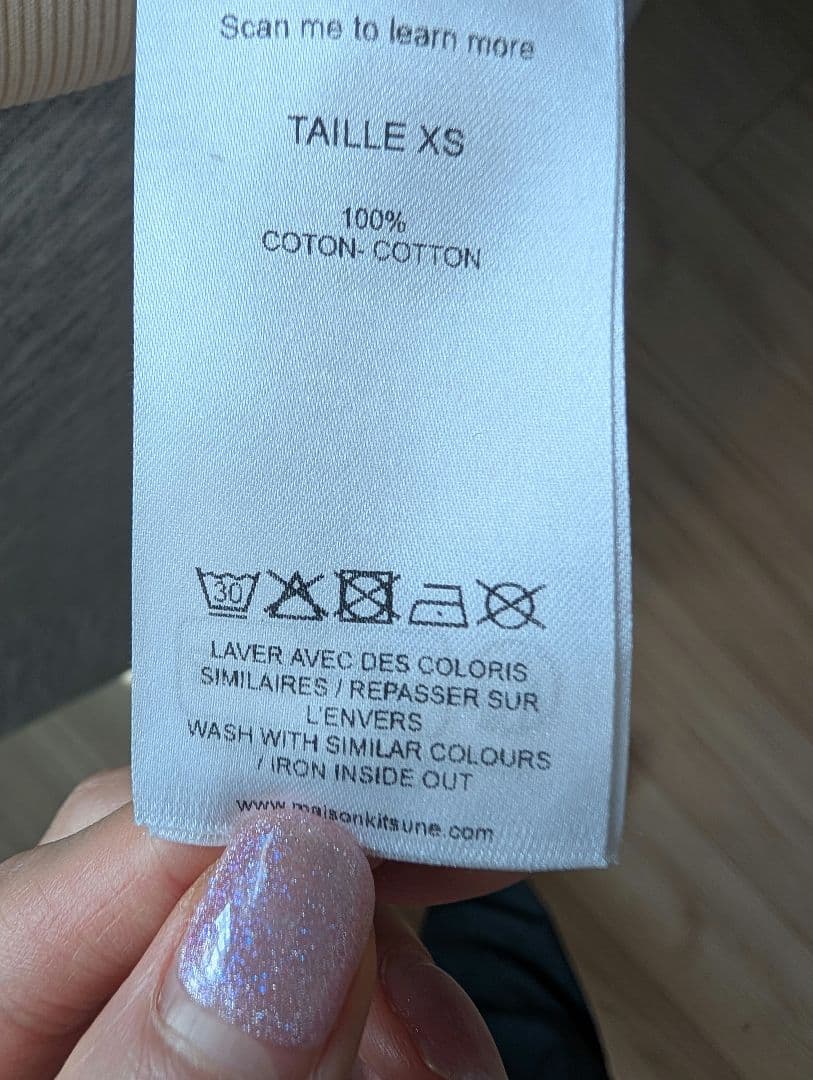 Scan me to learn more
TAILLE XS
100%
COTON- COTTON
30
LAVER AVEC DES COLORIS
SIMILAIRES / REPASSER SUR
L'ENVERS
WASH WITH SIMILAR COLOURS
/ IRON INSIDE OUT
www.maisonkitsune.com